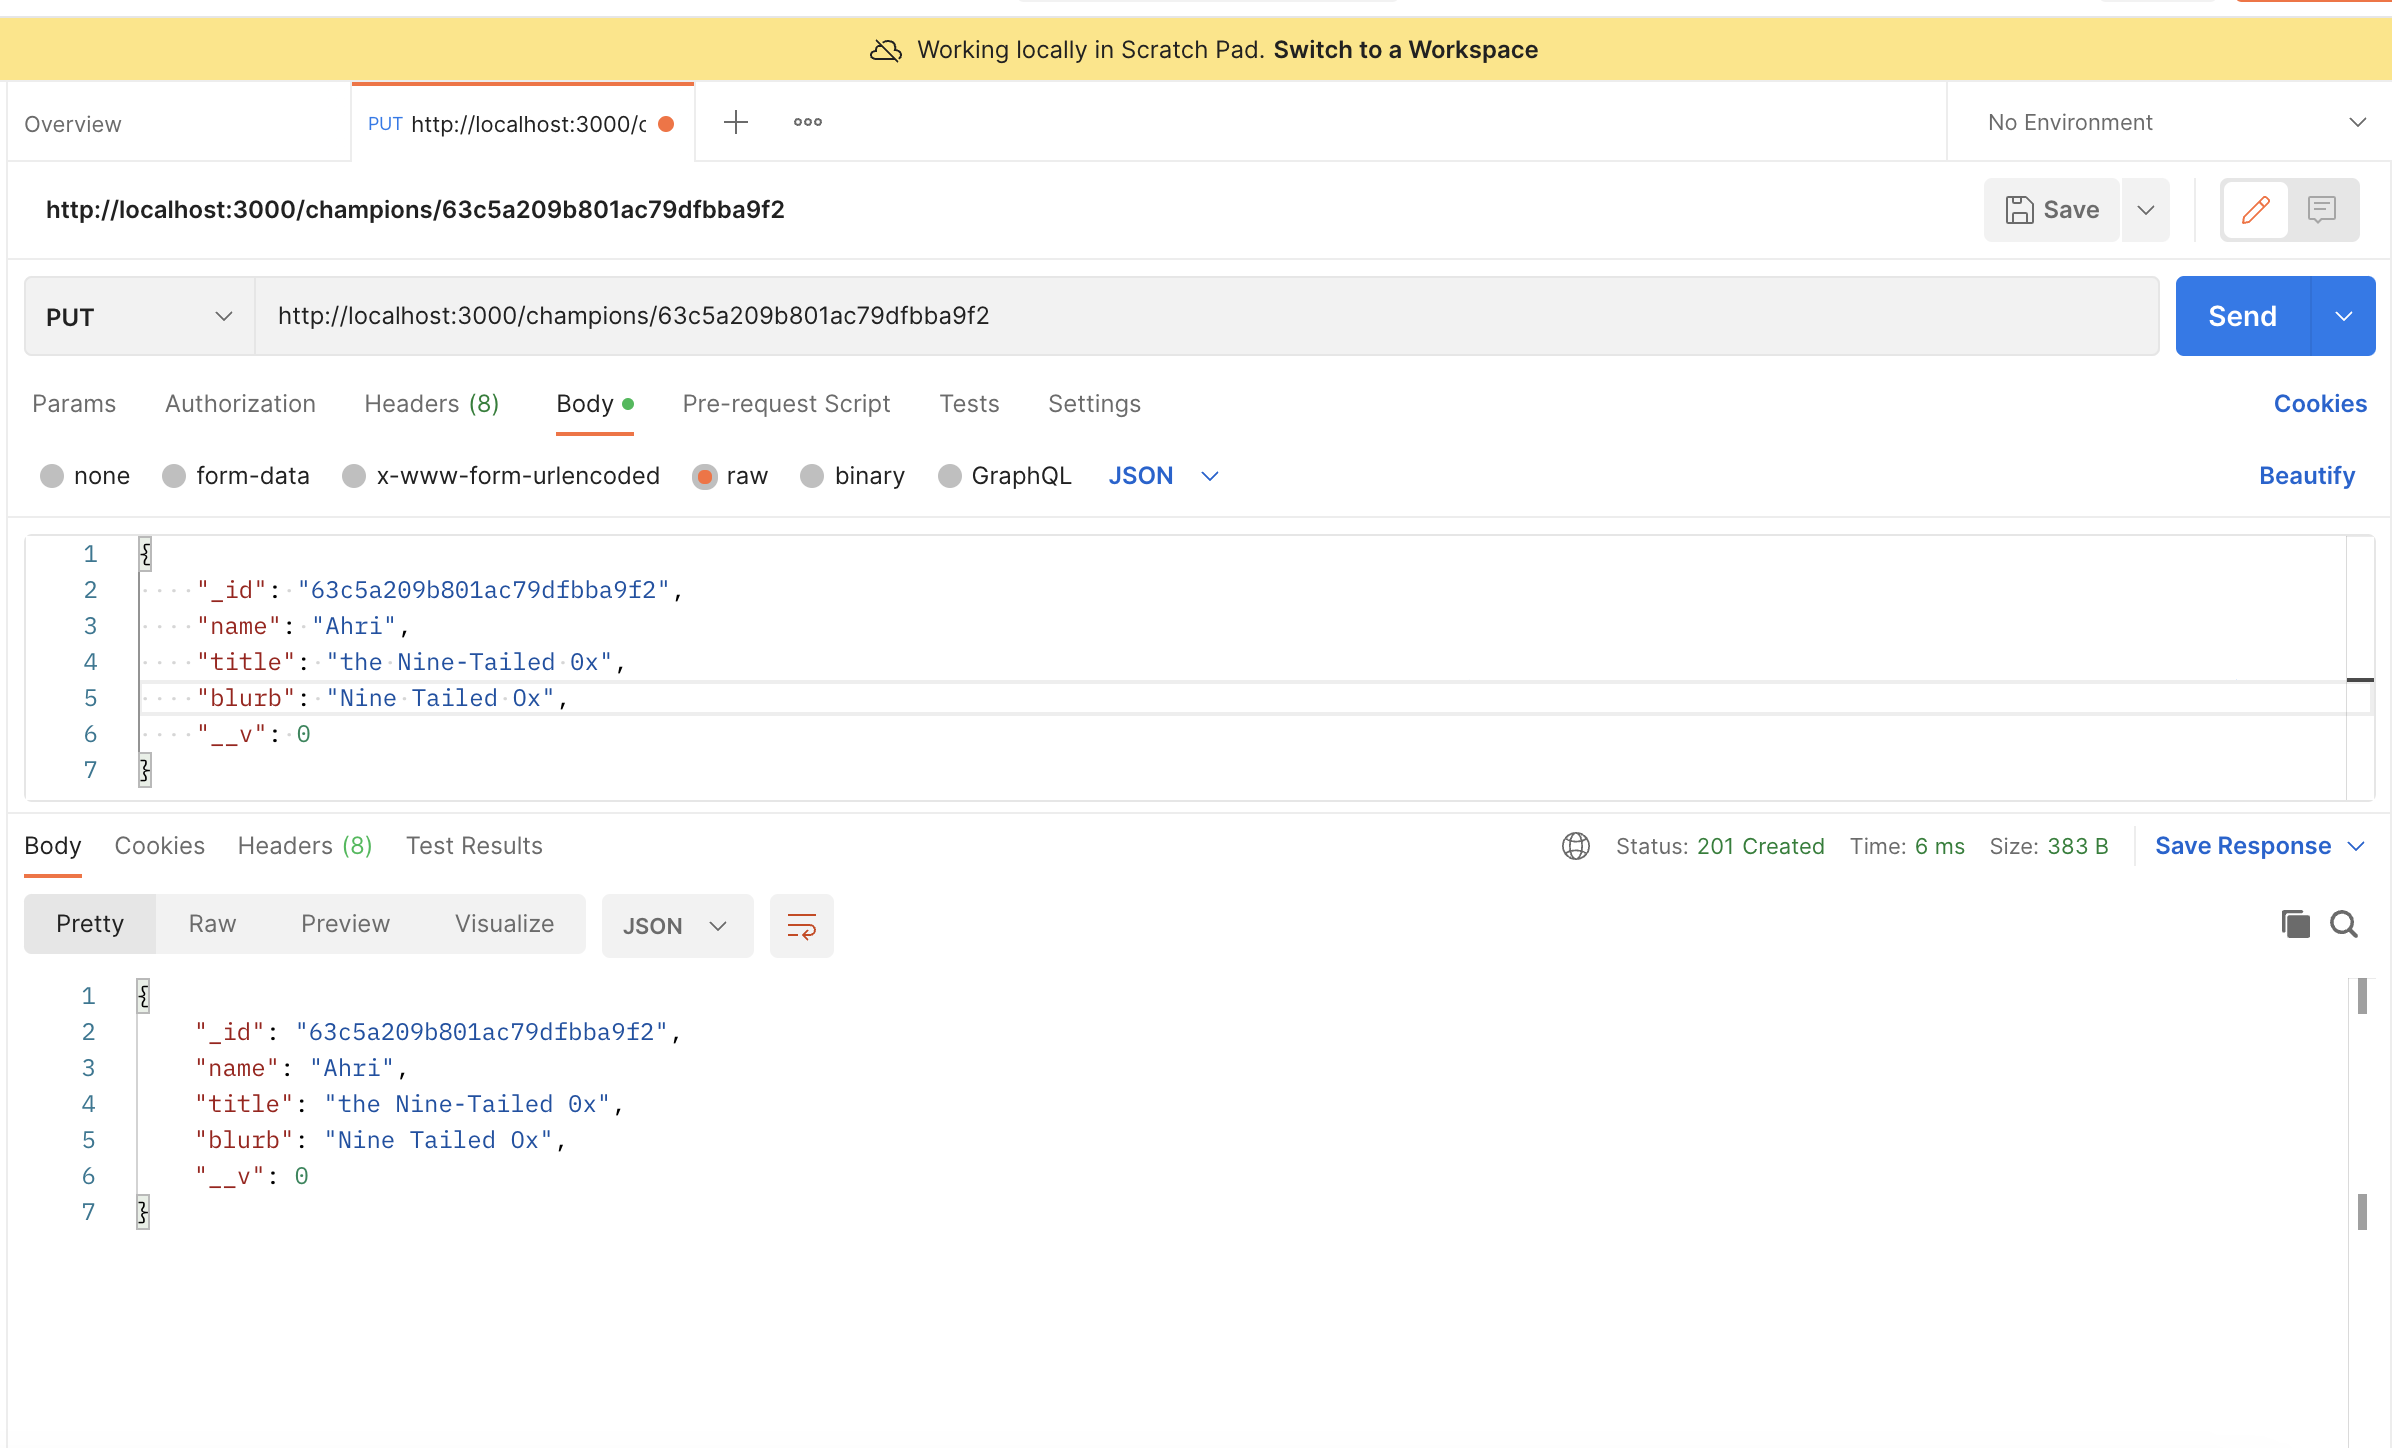 Working locally in Scratch Pad. Switch to a Workspace
Overview
PUT http://localhost:3000/c
No Environment
http://localhost:3000/champions/63c5a209b801ac79dfbba9f2
Save
PUT
http://localhost:3000/champions/63c5a209b801ac79dfbba9f2
Send
Params Authorization Headers (8) Body Pre-request Script Tests Settings Cookies
none form-data x-www-form-urlencoded raw binary GraphQL JSON Beautify
1 {
2 "_id": "63c5a209b801ac79dfbba9f2",
3 "name": "Ahri",
4 "title": "the Nine-Tailed 0x",
5 "blurb": "Nine Tailed Ox",
6 "__v": 0
7 }
Body Cookies Headers (8) Test Results Status: 201 Created Time: 6 ms Size: 383 B Save Response
Pretty Raw Preview Visualize JSON
1 {
2 "_id": "63c5a209b801ac79dfbba9f2",
3 "name": "Ahri",
4 "title": "the Nine-Tailed 0x",
5 "blurb": "Nine Tailed Ox",
6 "__v": 0
7 }